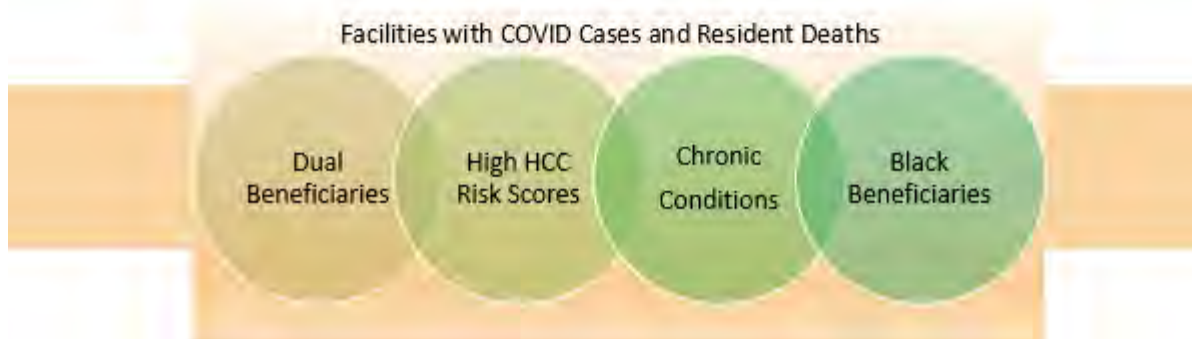 Facilities with COVID Cases and Resident Deaths
Dual
Beneficiaries
High HCC
Risk Scores
Chronic
Conditions
Black
Beneficiaries